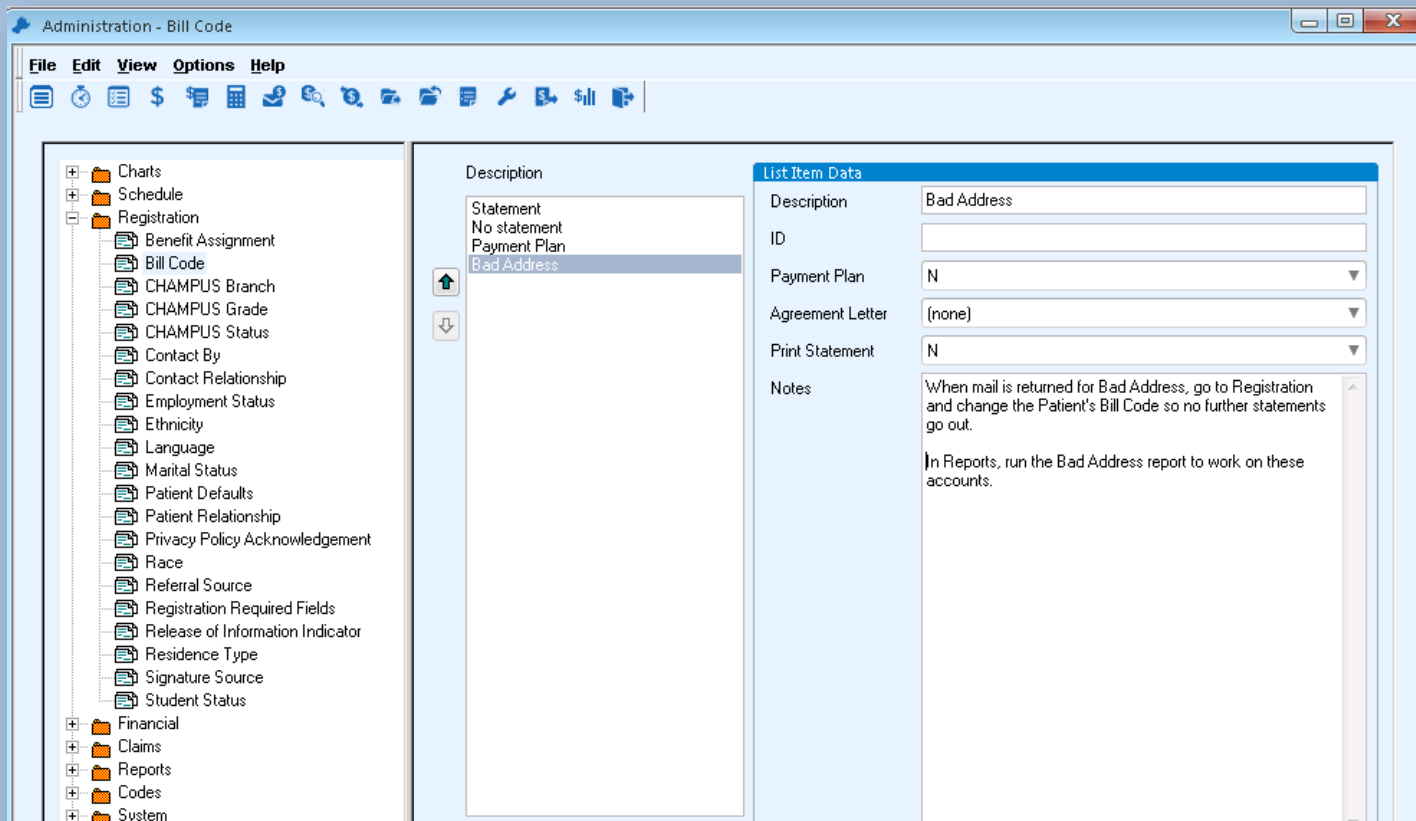 Administration - Bill Code
File Edit View Options Help
Charts
Schedule
Registration
Benefit Assignment
Bill Code
CHAMPUS Branch
CHAMPUS Grade
CHAMPUS Status
Contact By
Contact Relationship
Employment Status
Ethnicity
Language
Marital Status
Patient Defaults
Patient Relationship
Privacy Policy Acknowledgement
Race
Referral Source
Registration Required Fields
Release of Information Indicator
Residence Type
Signature Source
Student Status
Financial
Claims
Reports
Codes
System
Description
Statement
No statement
Payment Plan
Bad Address
List Item Data
Description Bad Address
ID
Payment Plan N
Agreement Letter (none)
Print Statement N
Notes
When mail is returned for Bad Address, go to Registration
and change the Patient's Bill Code so no further statements
go out.
In Reports, run the Bad Address report to work on these
accounts.